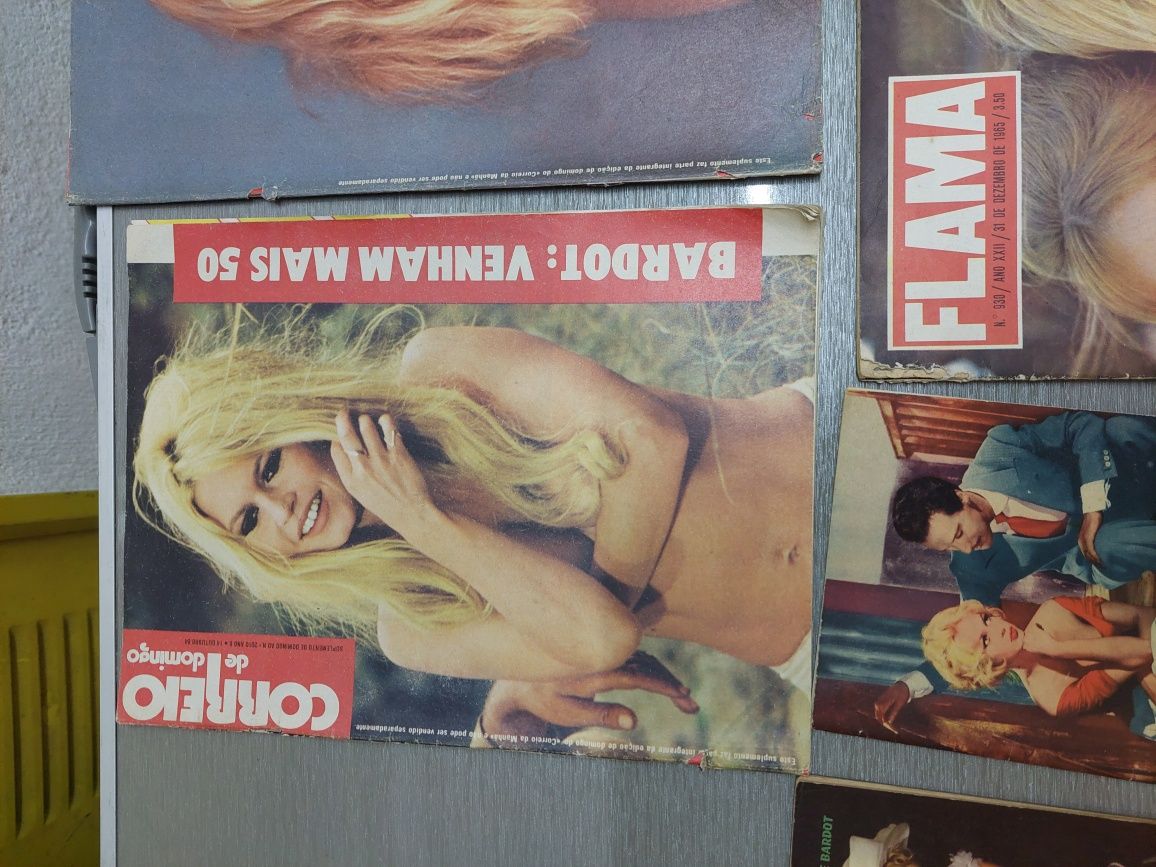 Este suplemento faz parte integrante da edição de domingo do «Correio da Manhã» e não pode ser vendido separadamente
BARDOT: VENHAM MAIS 50
CORREIO
de domingo
SUPLEMENTO DE DOMINGO AO
Este suplemento faz parte integrante da edição de domingo do «Correio da Manhã» e não pode ser vendido separadamente
FLAMA
N.º 930 / ANO XXII / 31 DE DEZEMBRO DE 1965 / 3.50
BARDOT